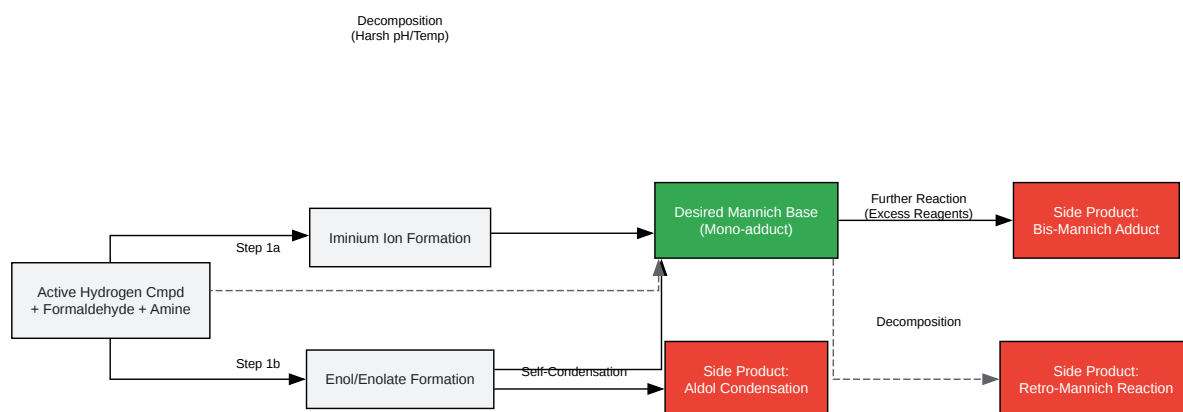 Decomposition
(Harsh pH/Temp)
Desired Mannich Base
(Mono-adduct)
Further Reaction
(Excess Reagents)
Side Product:
Bis-Mannich Adduct
Iminium Ion Formation
Step 1a
Active Hydrogen Cmpd
+ Formaldehyde + Amine
Decomposition
Step 1b
Enol/Enolate Formation
Self-Condensation
Side Product:
Aldol Condensation
Side Product:
Retro-Mannich Reaction